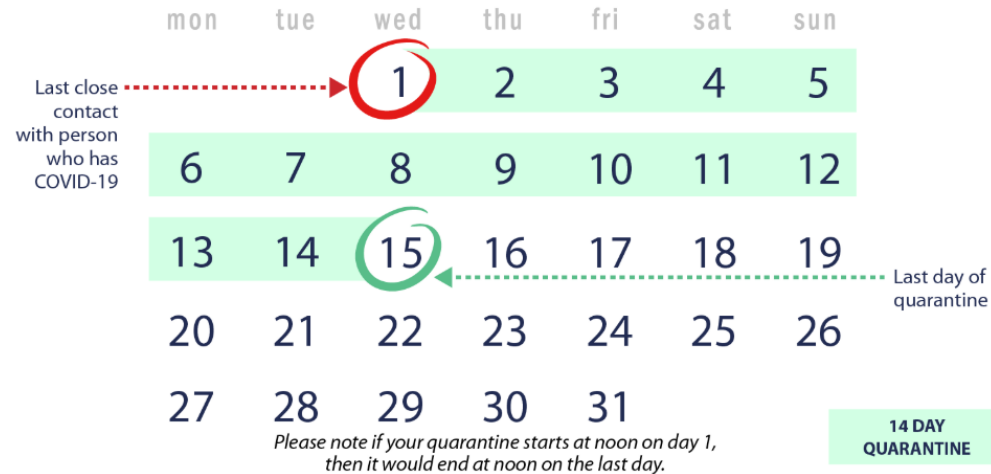 mon tue wed thu fri sat sun
Last close
contact
with person
who has
COVID-19
1 2 3 4 5
6 7 8 9 10 11 12
13 14 15 16 17 18 19
Last day of
quarantine
20 21 22 23 24 25 26
27 28 29 30 31
Please note if your quarantine starts at noon on day 1,
then it would end at noon on the last day.
14 DAY
QUARANTINE